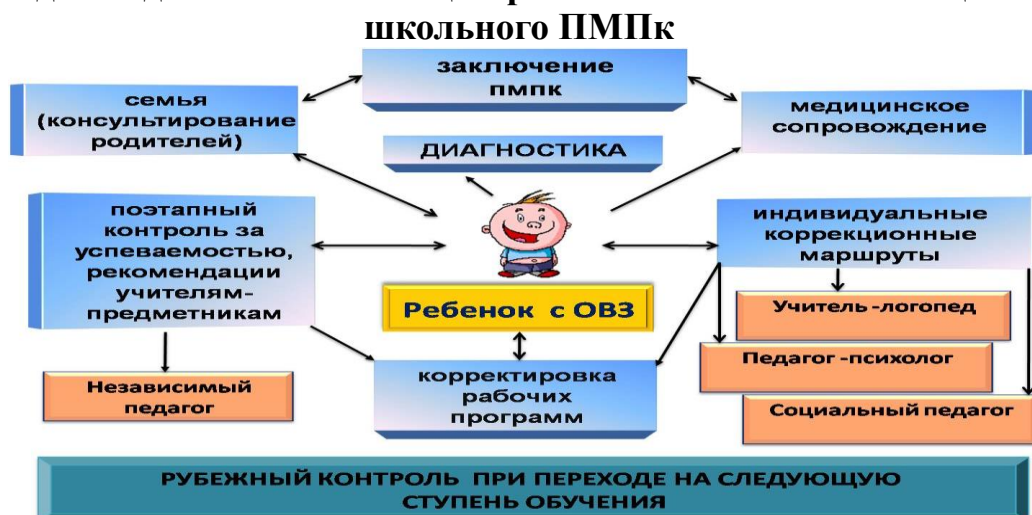 школьного ПМПк
заключение
пмпк
семья
(консультирование
родителей)
медицинское
сопровождение
ДИАГНОСТИКА
поэтапный
контроль за
успеваемостью,
рекомендации
учителям-
предметникам
индивидуальные
коррекционные
маршруты
Учитель -логопед
Ребенок с ОВЗ
Педагог -психолог
Независимый
педагог
корректировка
рабочих
программ
Социальный педагог
РУБЕЖНЫЙ КОНТРОЛЬ ПРИ ПЕРЕХОДЕ НА СЛЕДУЮЩУЮ
СТУПЕНЬ ОБУЧЕНИЯ